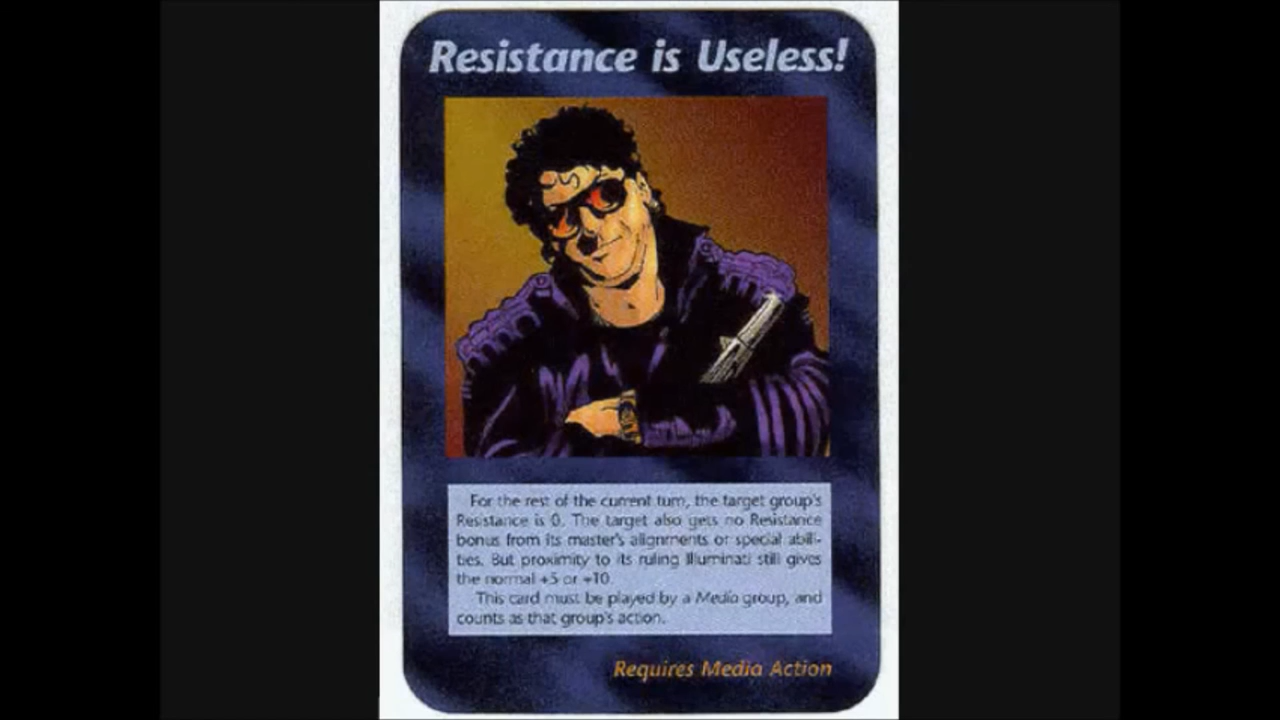 Resistance is Useless!
For the rest of the current turn, the target group's
Resistance is 0. The target also gets no Resistance
bonus from its master's alignments or special abili-
ties. But proximity to its ruling Illuminati still gives
the normal +5 or +10.
This card must be played by a Media group, and
counts as that group's action.
Requires Media Action